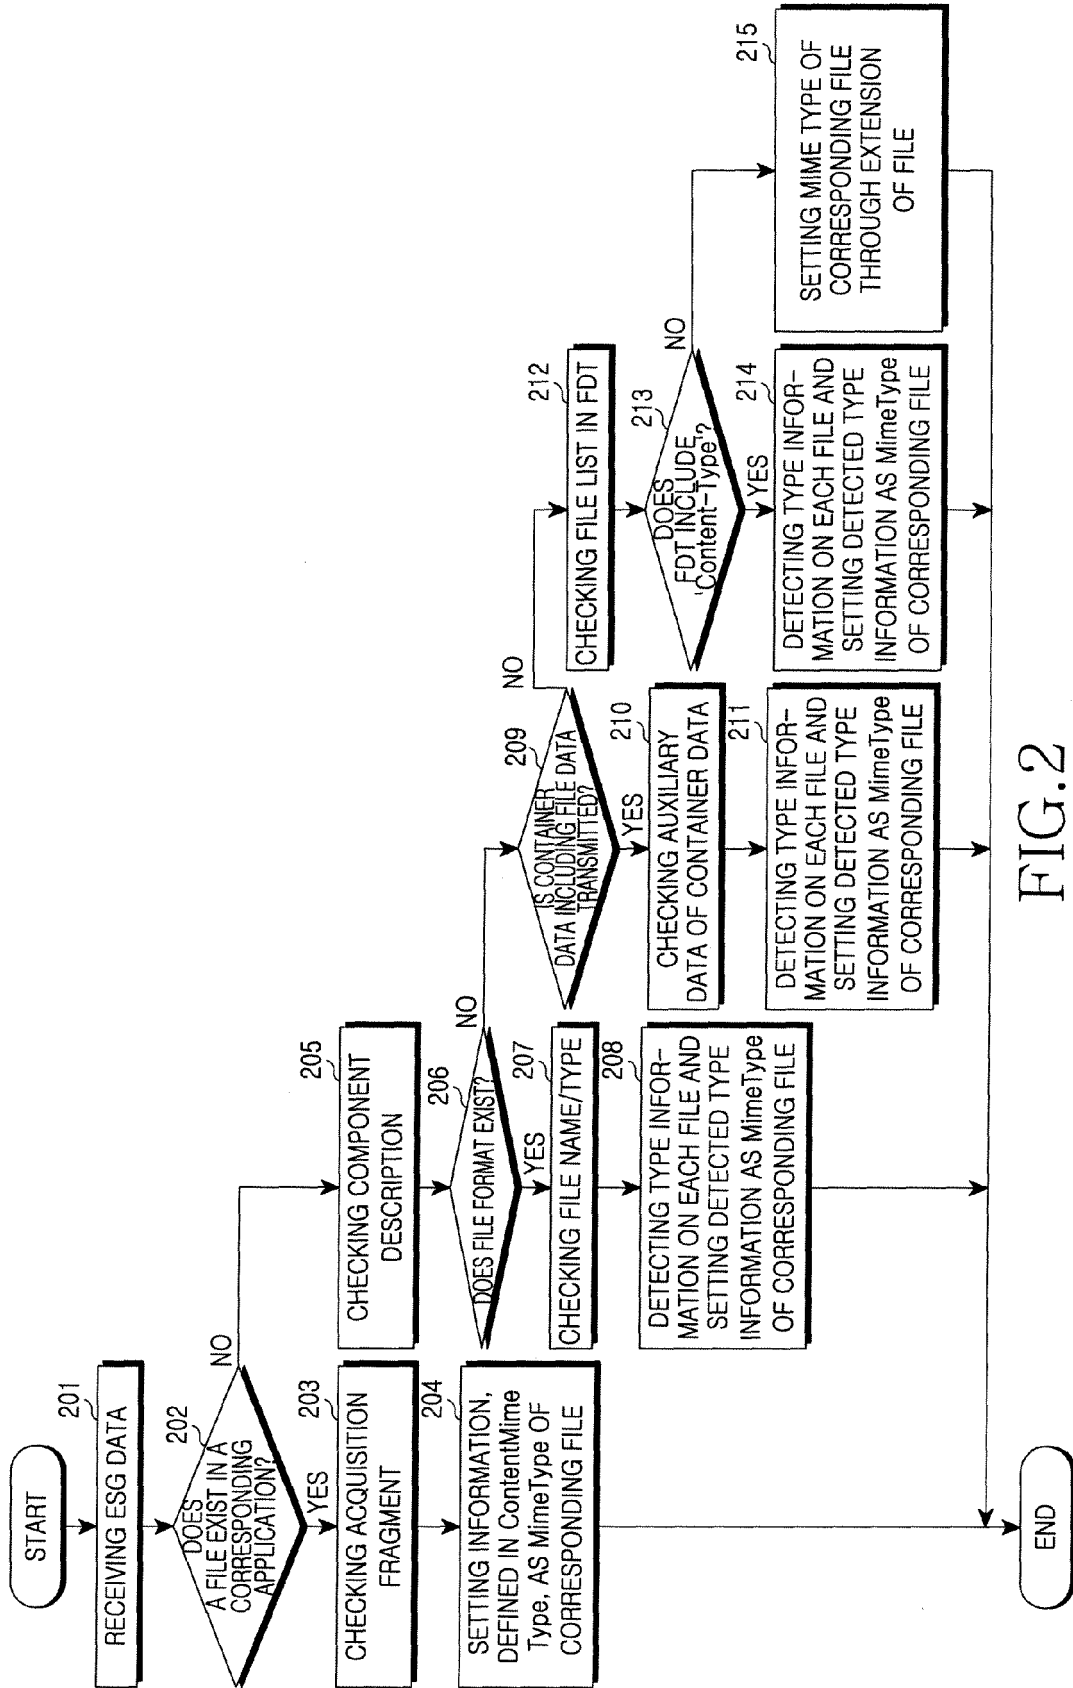 START
201
RECEIVING ESG DATA
202
DOES
A FILE EXIST IN A
CORRESPONDING
APPLICATION?
NO
YES
203
CHECKING ACQUISITION
FRAGMENT
204
SETTING INFORMATION,
DEFINED IN ContentMime
Type, AS MimeType OF
CORRESPONDING FILE
205
CHECKING COMPONENT
DESCRIPTION
206
DOES FILE FORMAT EXIST?
NO
YES
207
CHECKING FILE NAME/TYPE
208
DETECTING TYPE INFOR-
MATION ON EACH FILE AND
SETTING DETECTED TYPE
INFORMATION AS MimeType
OF CORRESPONDING FILE
209
IS CONTAINER
DATA INCLUDING FILE DATA
TRANSMITTED?
NO
YES
210
CHECKING AUXILIARY
DATA OF CONTAINER DATA
211
DETECTING TYPE INFOR-
MATION ON EACH FILE AND
SETTING DETECTED TYPE
INFORMATION AS MimeType
OF CORRESPONDING FILE
212
CHECKING FILE LIST IN FDT
213
DOES
FDT INCLUDE
'Content-Type'?
NO
YES
214
DETECTING TYPE INFOR-
MATION ON EACH FILE AND
SETTING DETECTED TYPE
INFORMATION AS MimeType
OF CORRESPONDING FILE
215
SETTING MIME TYPE OF
CORRESPONDING FILE
THROUGH EXTENSION
OF FILE
END
FIG.2